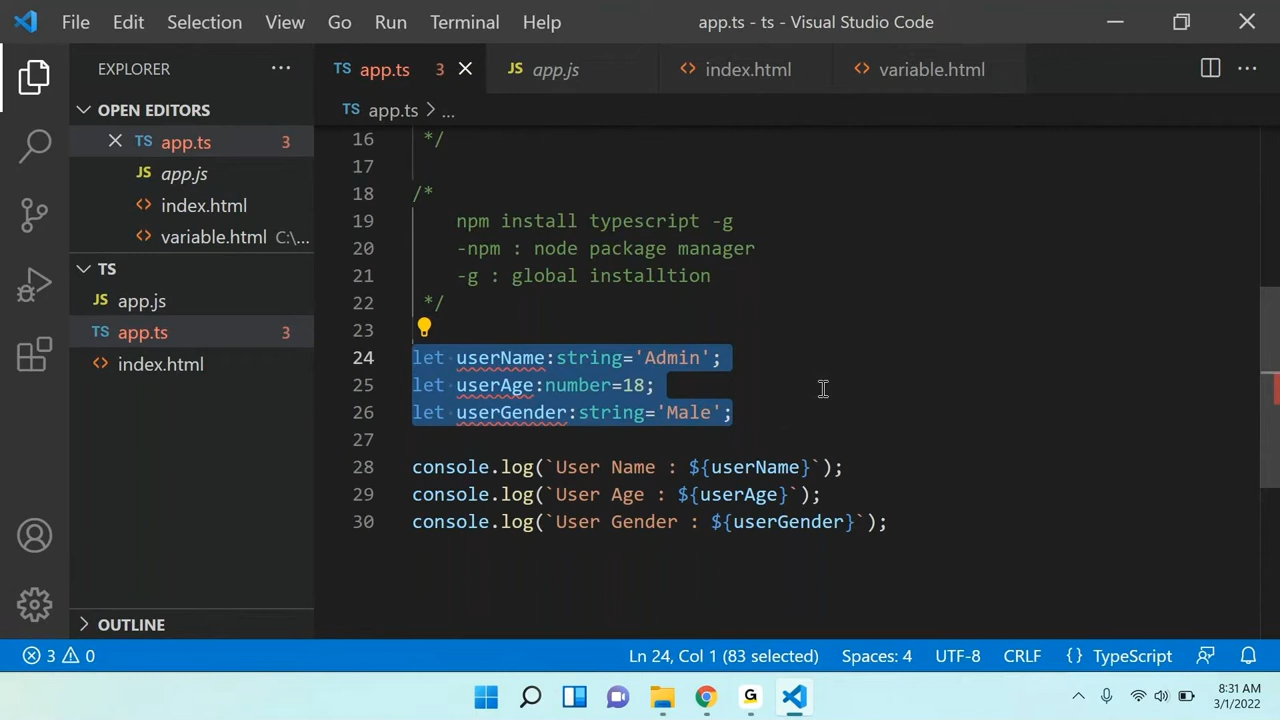 File Edit Selection View Go Run Terminal Help app.ts - ts - Visual Studio Code
EXPLORER
OPEN EDITORS
TS app.ts 3
JS app.js
index.html
variable.html C:\...
TS
JS app.js
TS app.ts 3
index.html
OUTLINE
TS app.ts 3 JS app.js index.html variable.html
TS app.ts > ...
16 */
17
18 /*
19 npm install typescript -g
20 -npm : node package manager
21 -g : global installtion
22 */
23
24 let userName:string='Admin';
25 let userAge:number=18;
26 let userGender:string='Male';
27
28 console.log(`User Name : ${userName}`);
29 console.log(`User Age : ${userAge}`);
30 console.log(`User Gender : ${userGender}`);
3 0 Ln 24, Col 1 (83 selected) Spaces: 4 UTF-8 CRLF {} TypeScript
G
8:31 AM
3/1/2022